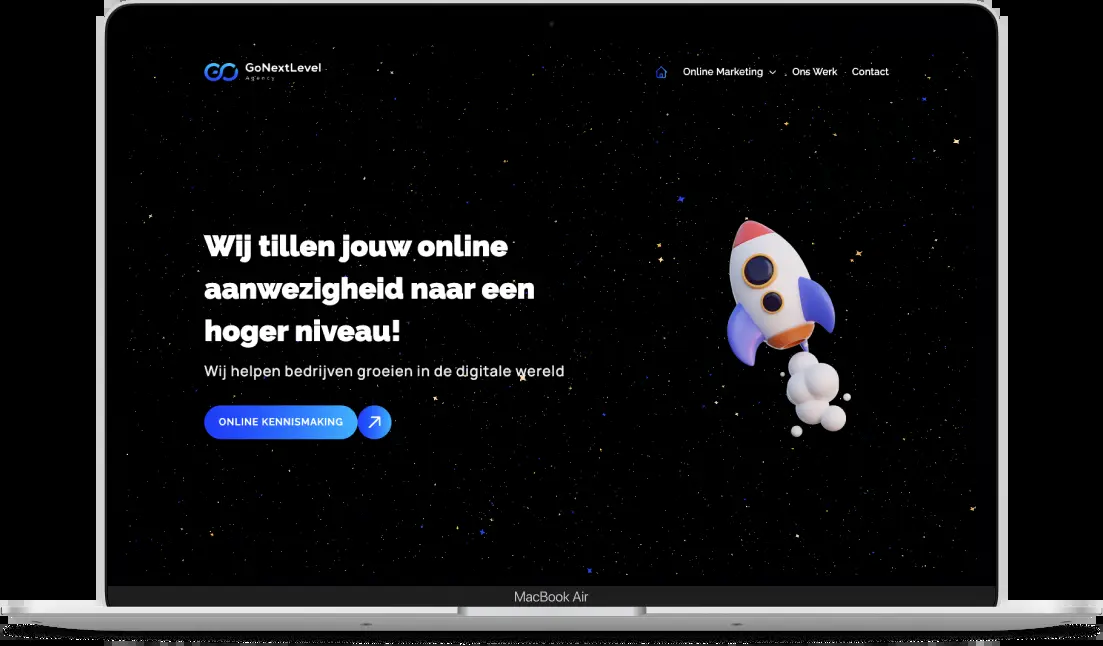 GoNextLevel
Agency
Online Marketing
Ons Werk
Contact
Wij tillen jouw online
aanwezigheid naar een
hoger niveau!
Wij helpen bedrijven groeien in de digitale wereld
ONLINE KENNISMAKING
MacBook Air